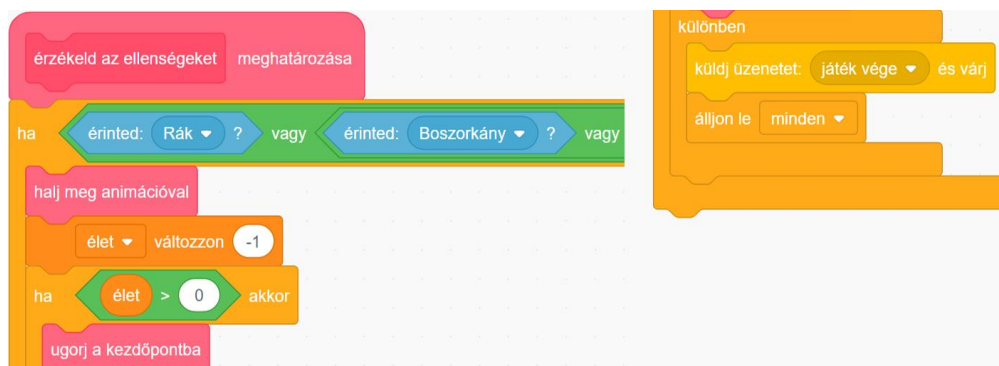 érzékeld az ellenségeket meghatározása
ha érinted: Rák ? vagy érinted: Boszorkány ? vagy
halj meg animációval
élet változzon -1
ha élet > 0 akkor
ugorj a kezdőpontba
különben
küldj üzenetet: játék vége és várj
álljon le minden